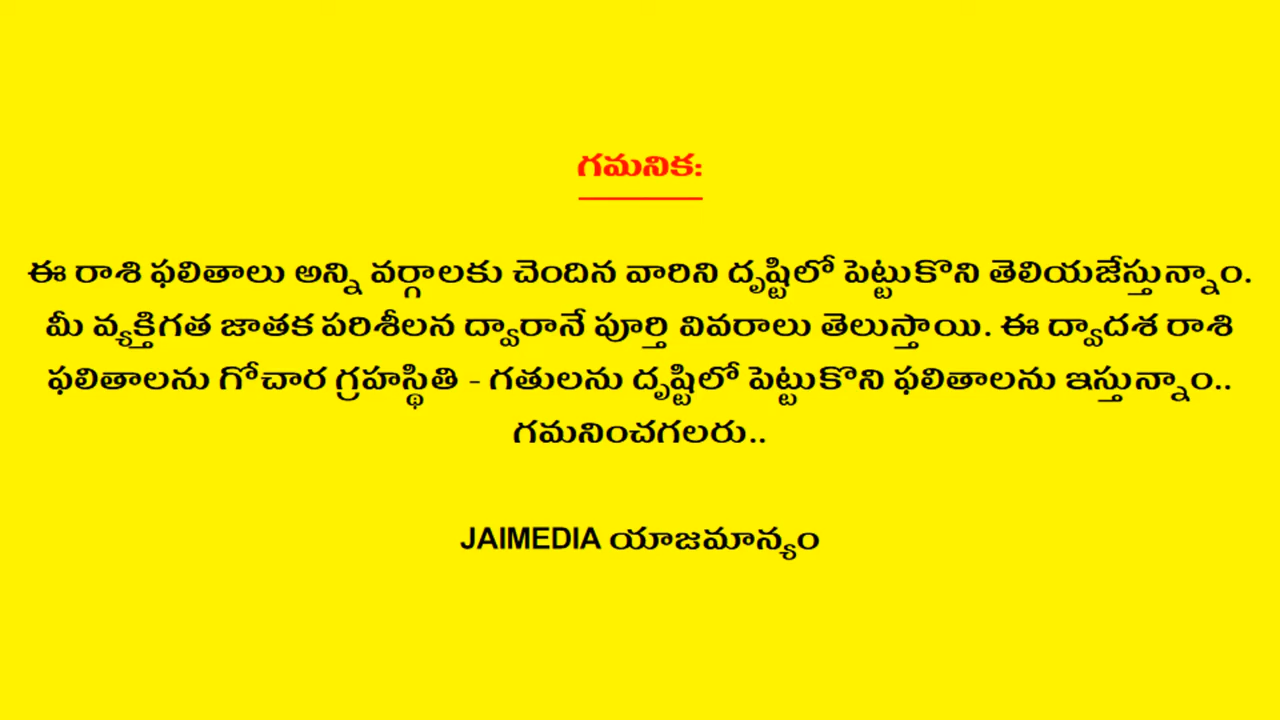 గమనిక:
ఈ రాశి ఫలితాలు అన్ని వర్గాలకు చెందిన వారిని దృష్టిలో పెట్టుకొని తెలియజేస్తున్నాం.
మీ వ్యక్తిగత జాతక పరిశీలన ద్వారానే పూర్తి వివరాలు తెలుస్తాయి. ఈ ద్వాదశ రాశి
ఫలితాలను గోచార గ్రహస్థితి - గతులను దృష్టిలో పెట్టుకొని ఫలితాలను ఇస్తున్నాం..
గమనించగలరు..
JAIMEDIA యాజమాన్యం